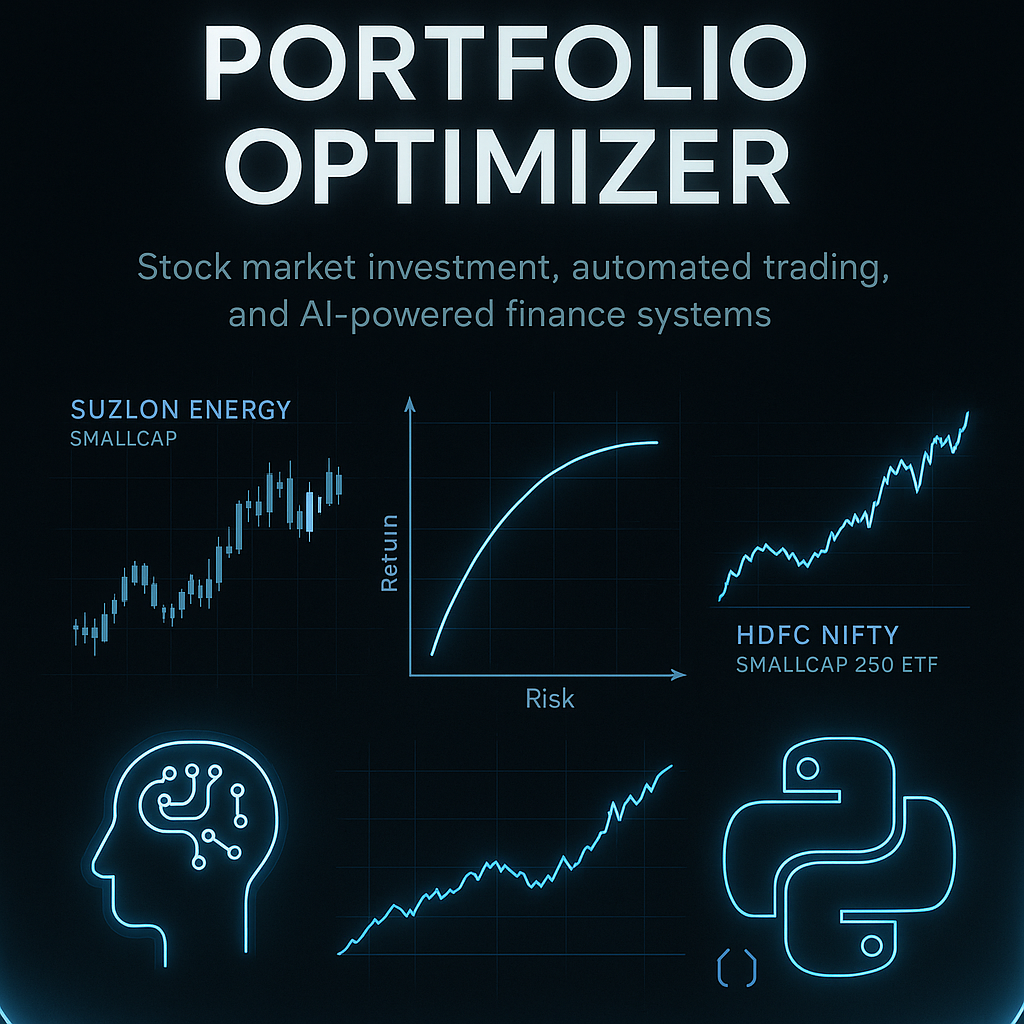 PORTFOLIO
OPTIMIZER
Stock market investment, automated trading,
and AI-powered finance systems
SUZLON ENERGY
SMALLCAP
Retuın
Risk
HDFC NIFTY
SMALLCAP 250 ETF